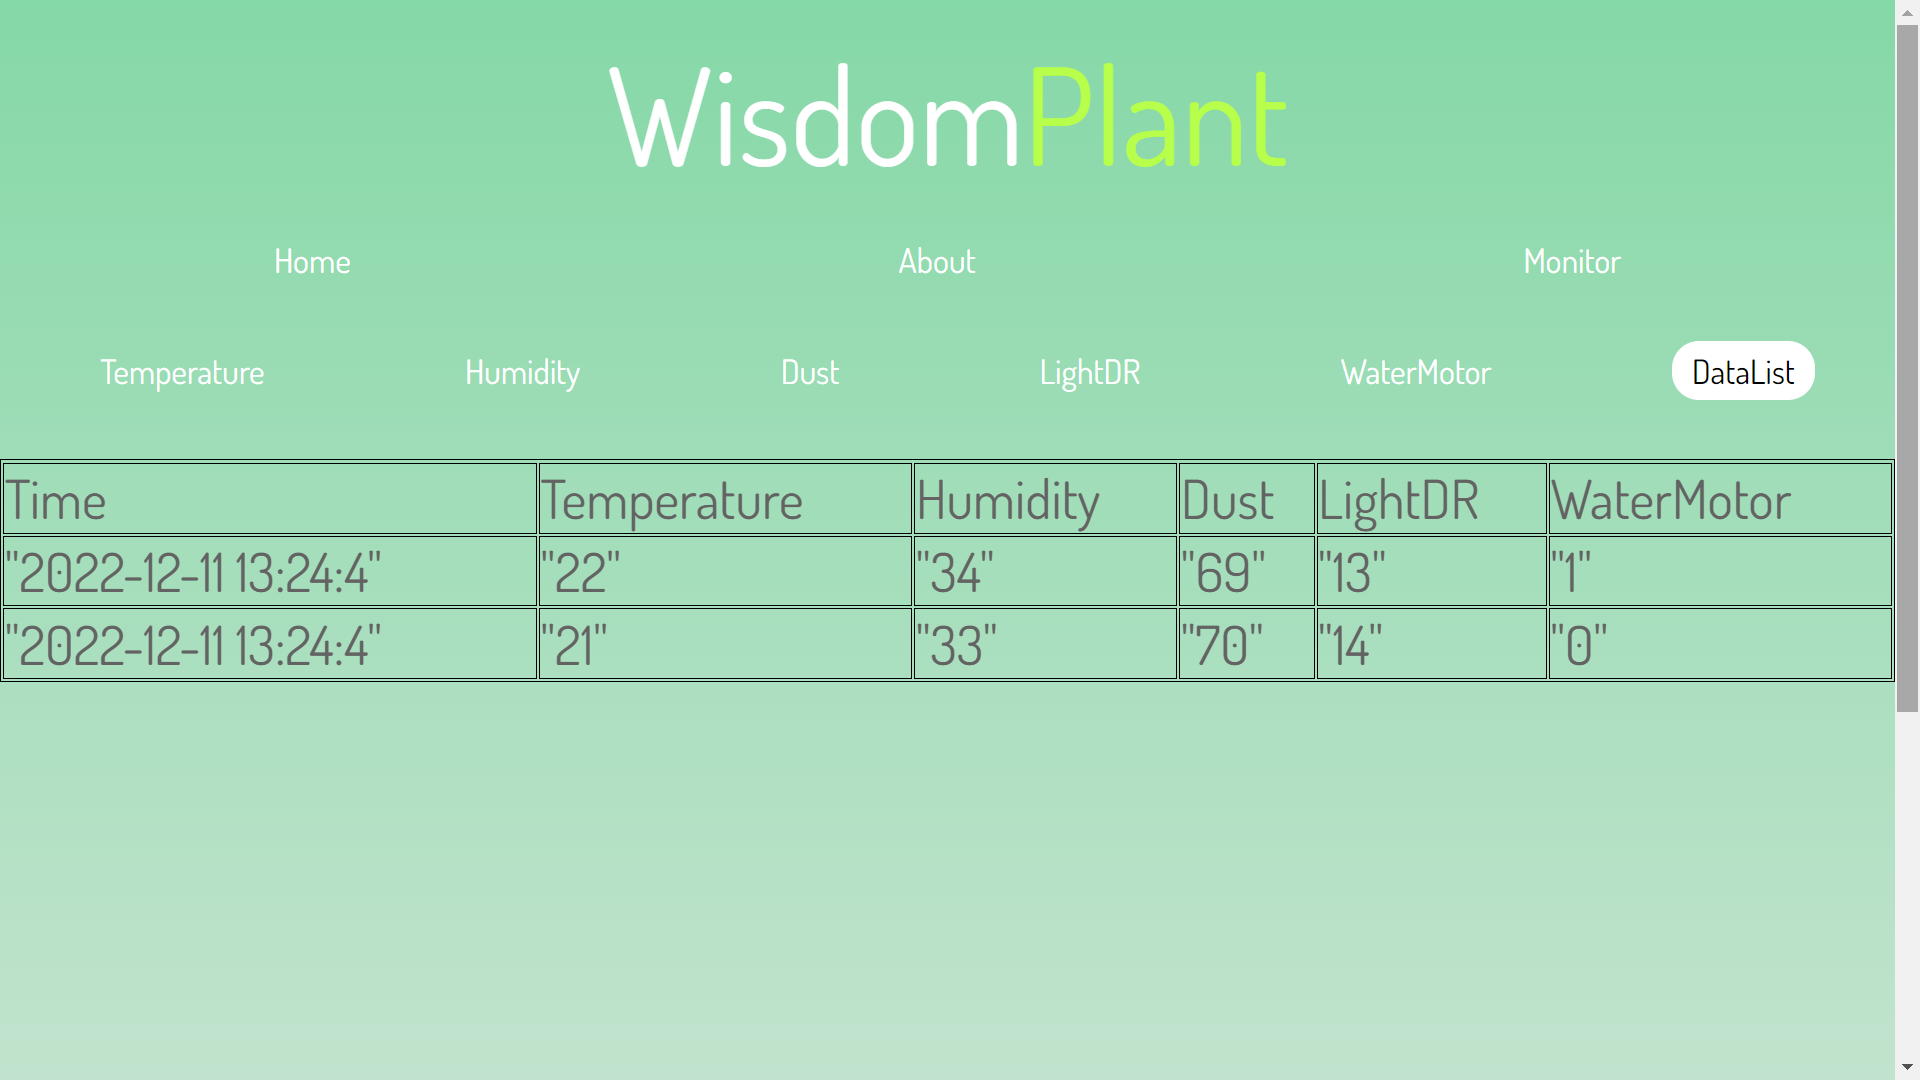 WisdomPlant
Home About Monitor
Temperature Humidity Dust LightDR WaterMotor DataList
Time Temperature Humidity Dust LightDR WaterMotor
"2022-12-11 13:24:4" "22" "34" "69" "13" "1"
"2022-12-11 13:24:4" "21" "33" "70" "14" "0"